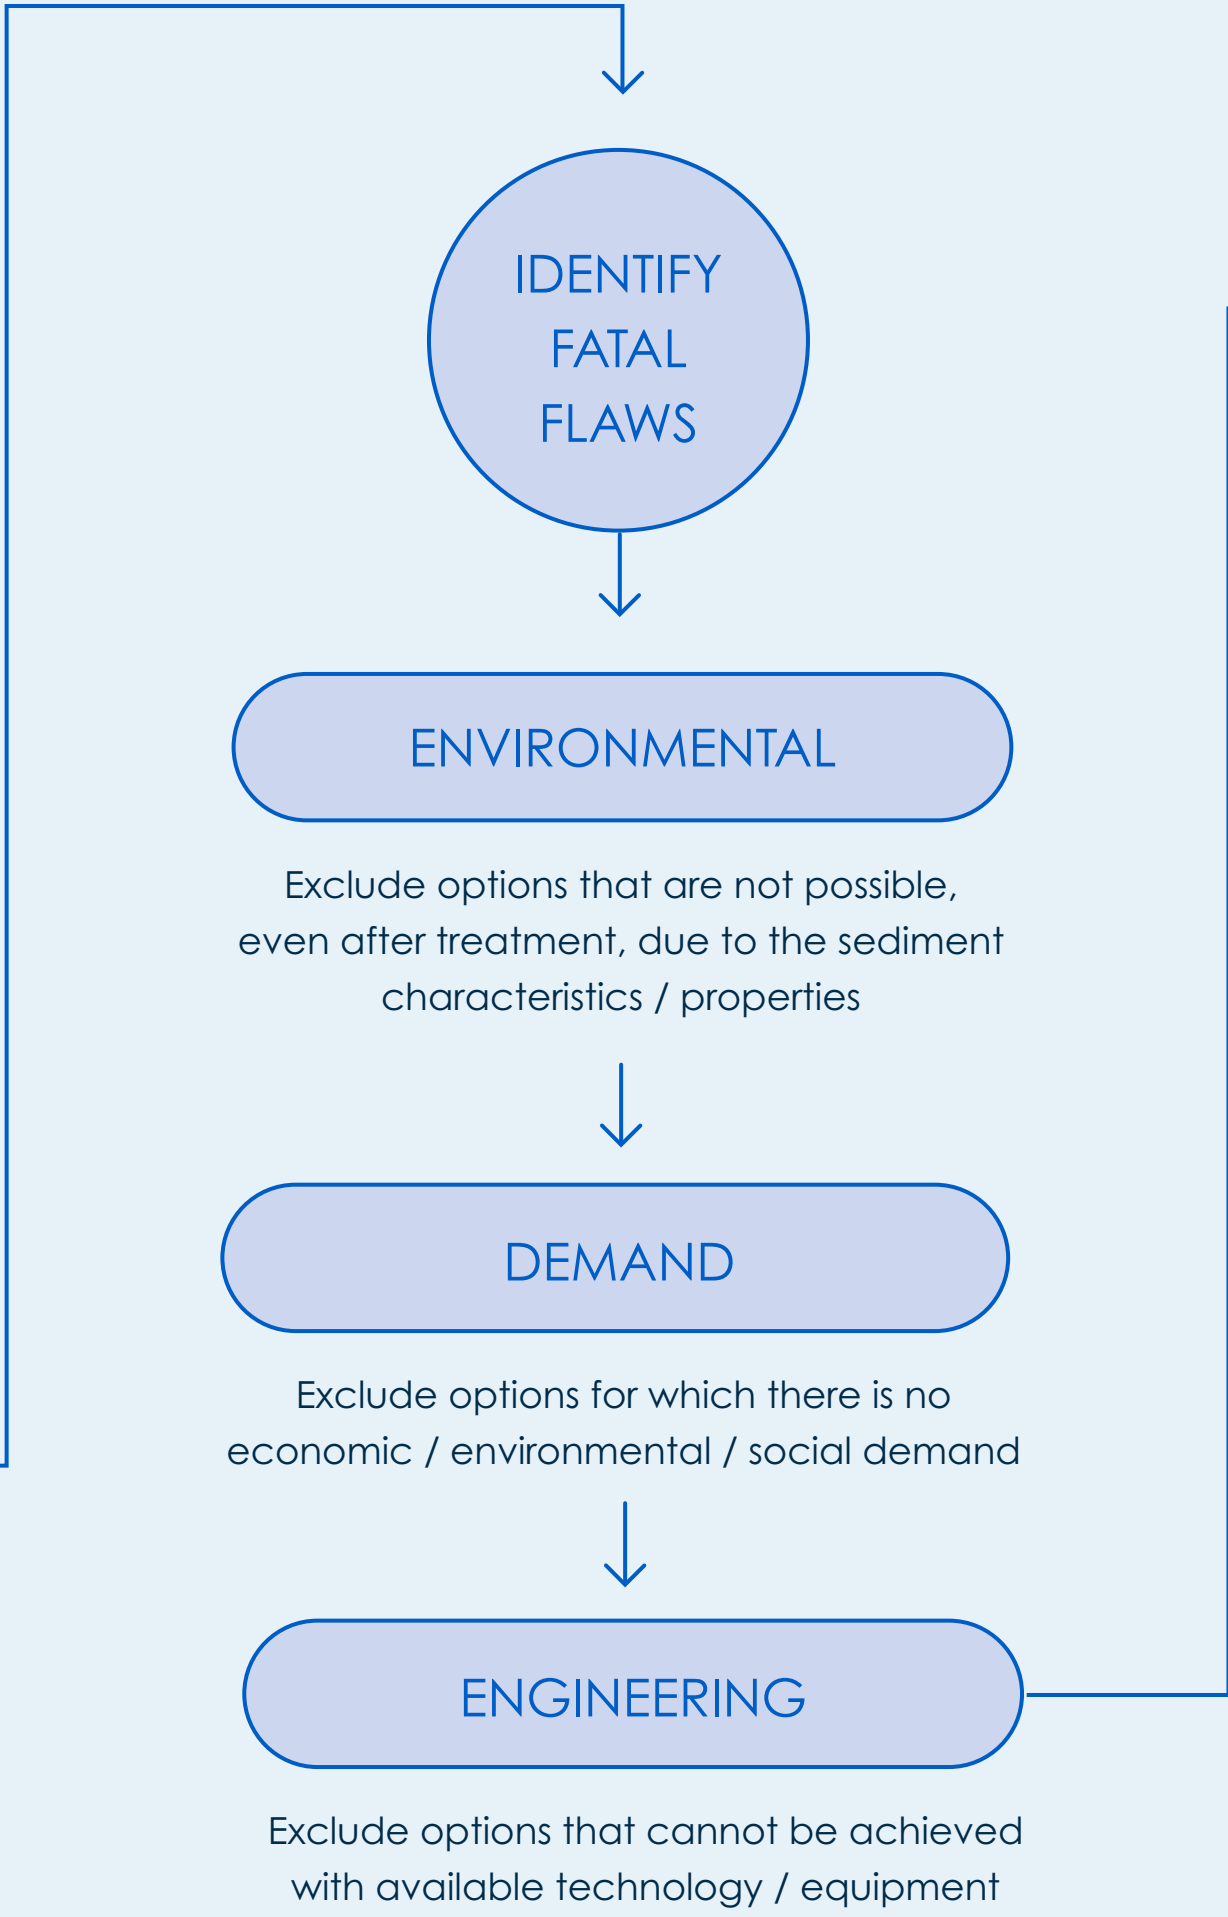 IDENTIFY
FATAL
FLAWS
ENVIRONMENTAL
Exclude options that are not possible,
even after treatment, due to the sediment
characteristics / properties
DEMAND
Exclude options for which there is no
economic / environmental / social demand
ENGINEERING
Exclude options that cannot be achieved
with available technology / equipment